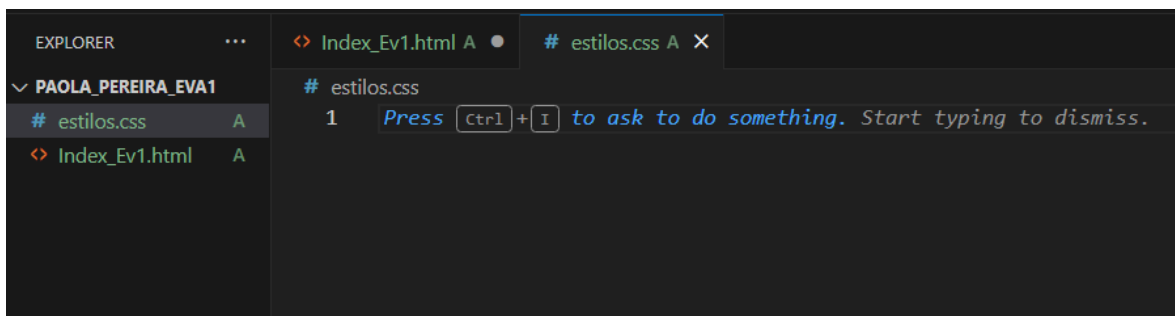 EXPLORER ...
Index_Ev1.html A
# estilos.css A
PAOLA_PEREIRA_EVA1
# estilos.css
# estilos.css A
1 Press Ctrl+I to ask to do something. Start typing to dismiss.
<> Index_Ev1.html A